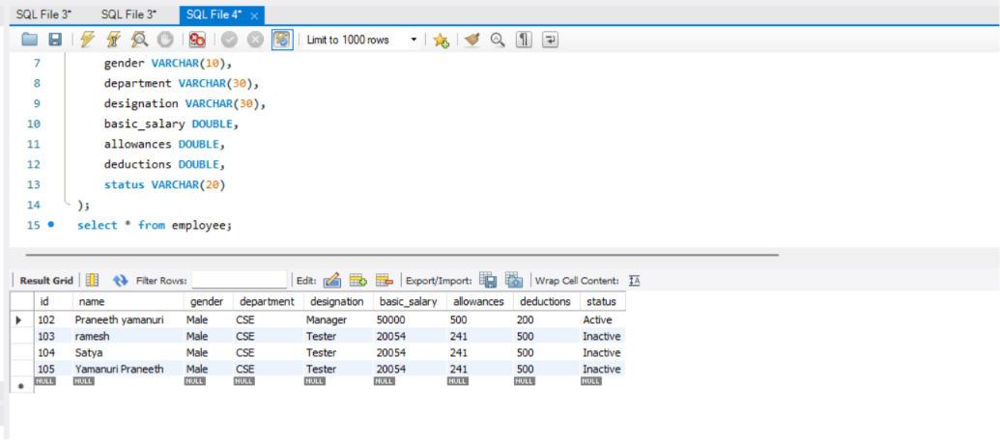 SQL File 3* SQL File 3* SQL File 4* ×
Limit to 1000 rows
7 gender VARCHAR(10),
8 department VARCHAR(30),
9 designation VARCHAR(30),
10 basic_salary DOUBLE,
11 allowances DOUBLE,
12 deductions DOUBLE,
13 status VARCHAR(20)
14 );
15 select * from employee;
Result Grid Filter Rows: Edit: Export/Import: Wrap Cell Content:
id name gender department designation basic_salary allowances deductions status
102 Praneeth yamanuri Male CSE Manager 50000 500 200 Active
103 ramesh Male CSE Tester 20054 241 500 Inactive
104 Satya Male CSE Tester 20054 241 500 Inactive
105 Yamanuri Praneeth Male CSE Tester 20054 241 500 Inactive
NULL NULL NULL NULL NULL NULL NULL NULL NULL